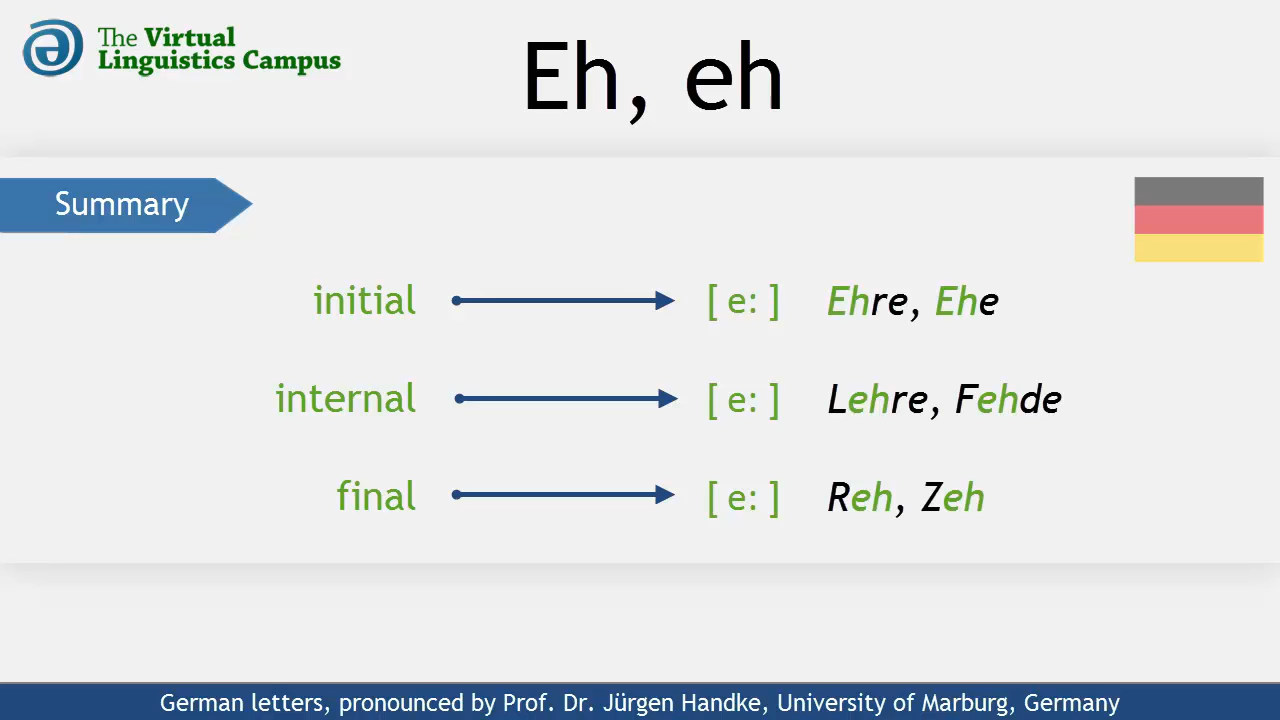 The Virtual
Linguistics Campus
Eh, eh
Summary
initial [ e: ] Ehre, Ehe
internal [ e: ] Lehre, Fehde
final [ e: ] Reh, Zeh
German letters, pronounced by Prof. Dr. Jürgen Handke, University of Marburg, Germany